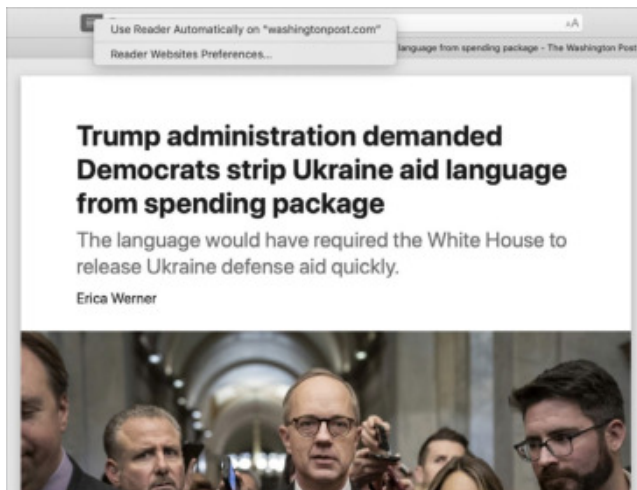 Use Reader Automatically on "washingtonpost.com"
AA
Reader Websites Preferences...
language from spending package - The Washington Post
Trump administration demanded
Democrats strip Ukraine aid language
from spending package
The language would have required the White House to
release Ukraine defense aid quickly.
Erica Werner